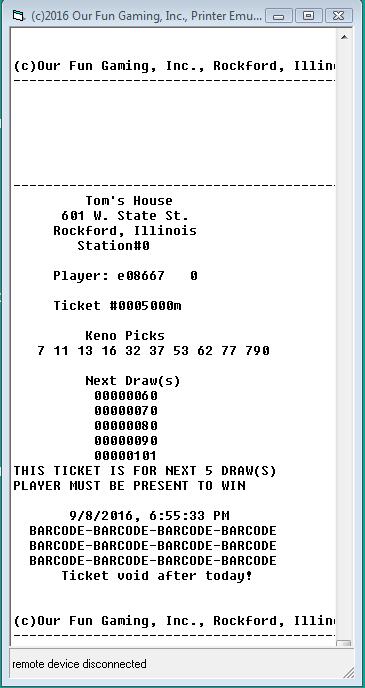 (c)2016 Our Fun Gaming, Inc., Printer Emu...
(c)Our Fun Gaming, Inc., Rockford, Illin
------------------------------------------
------------------------------------------
Tom's House
601 W. State St.
Rockford, Illinois
Station#0
Player: e08667 0
Ticket #0005000m
Keno Picks
7 11 13 16 32 37 53 62 77 790
Next Draw(s)
00000060
00000070
00000080
00000090
00000101
THIS TICKET IS FOR NEXT 5 DRAW(S)
PLAYER MUST BE PRESENT TO WIN
9/8/2016, 6:55:33 PM
BARCODE-BARCODE-BARCODE-BARCODE
BARCODE-BARCODE-BARCODE-BARCODE
BARCODE-BARCODE-BARCODE-BARCODE
Ticket void after today!
(c)Our Fun Gaming, Inc., Rockford, Illin
------------------------------------------
remote device disconnected